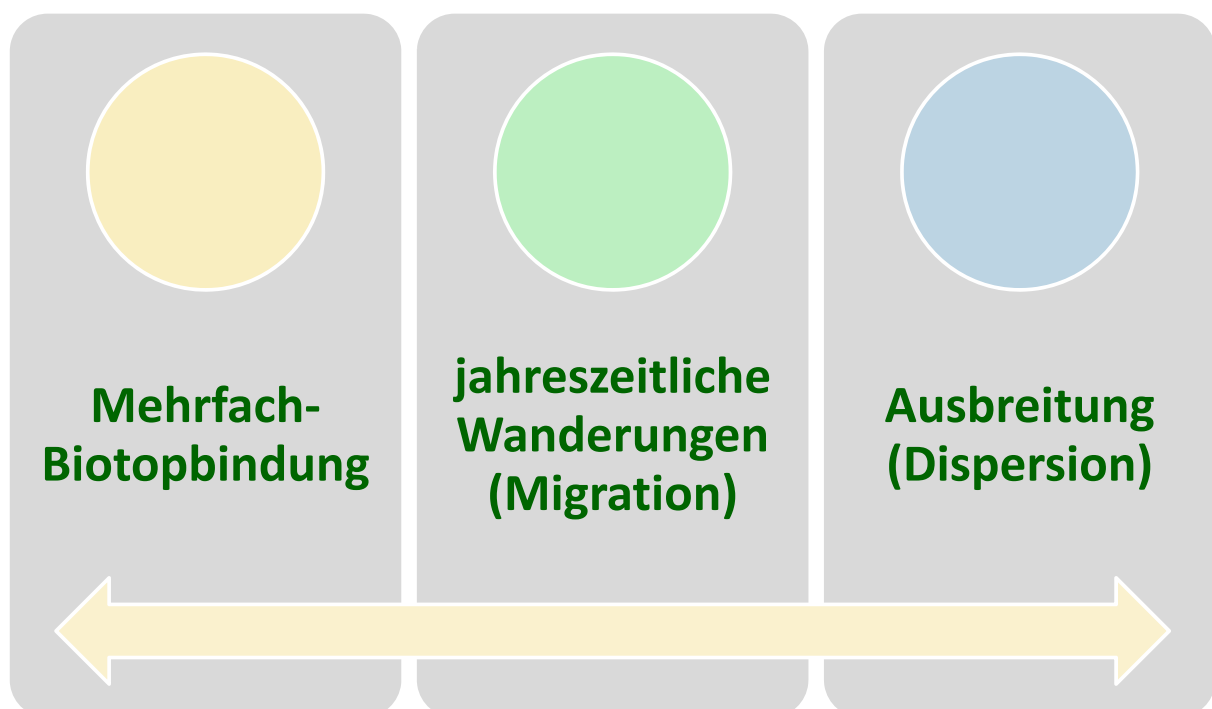 Mehrfach-
Biotopbindung
jahreszeitliche
Wanderungen
(Migration)
Ausbreitung
(Dispersion)